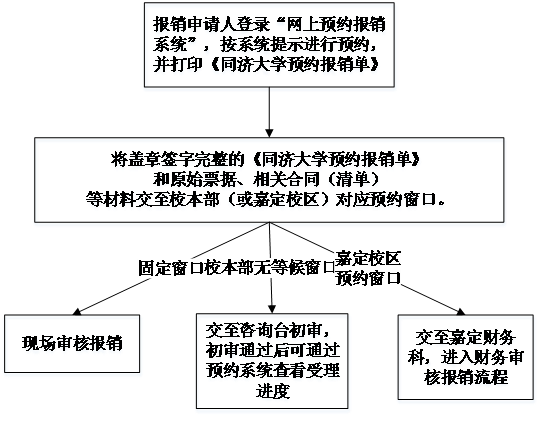 报销申请人登录“网上预约报销
系统”，按系统提示进行预约，
并打印《同济大学预约报销单》
将盖章签字完整的《同济大学预约报销单》
和原始票据、相关合同（清单）
等材料交至校本部（或嘉定校区）对应预约窗口。
固定窗口
校本部无等候窗口
嘉定校区
预约窗口
现场审核报销
交至咨询台初审，
初审通过后可通过
预约系统查看受理
进度
交至嘉定财务
科，进入财务审
核报销流程